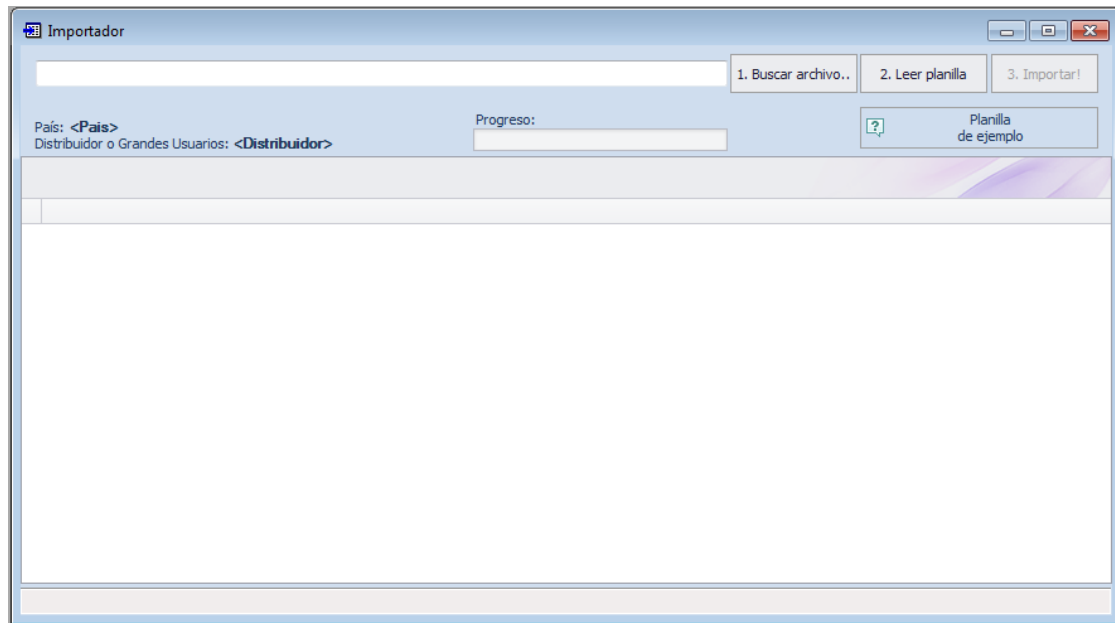 Importador
1. Buscar archivo..
2. Leer planilla
3. Importar!
País: <Pais>
Distribuidor o Grandes Usuarios: <Distribuidor>
Progreso:
Planilla
de ejemplo